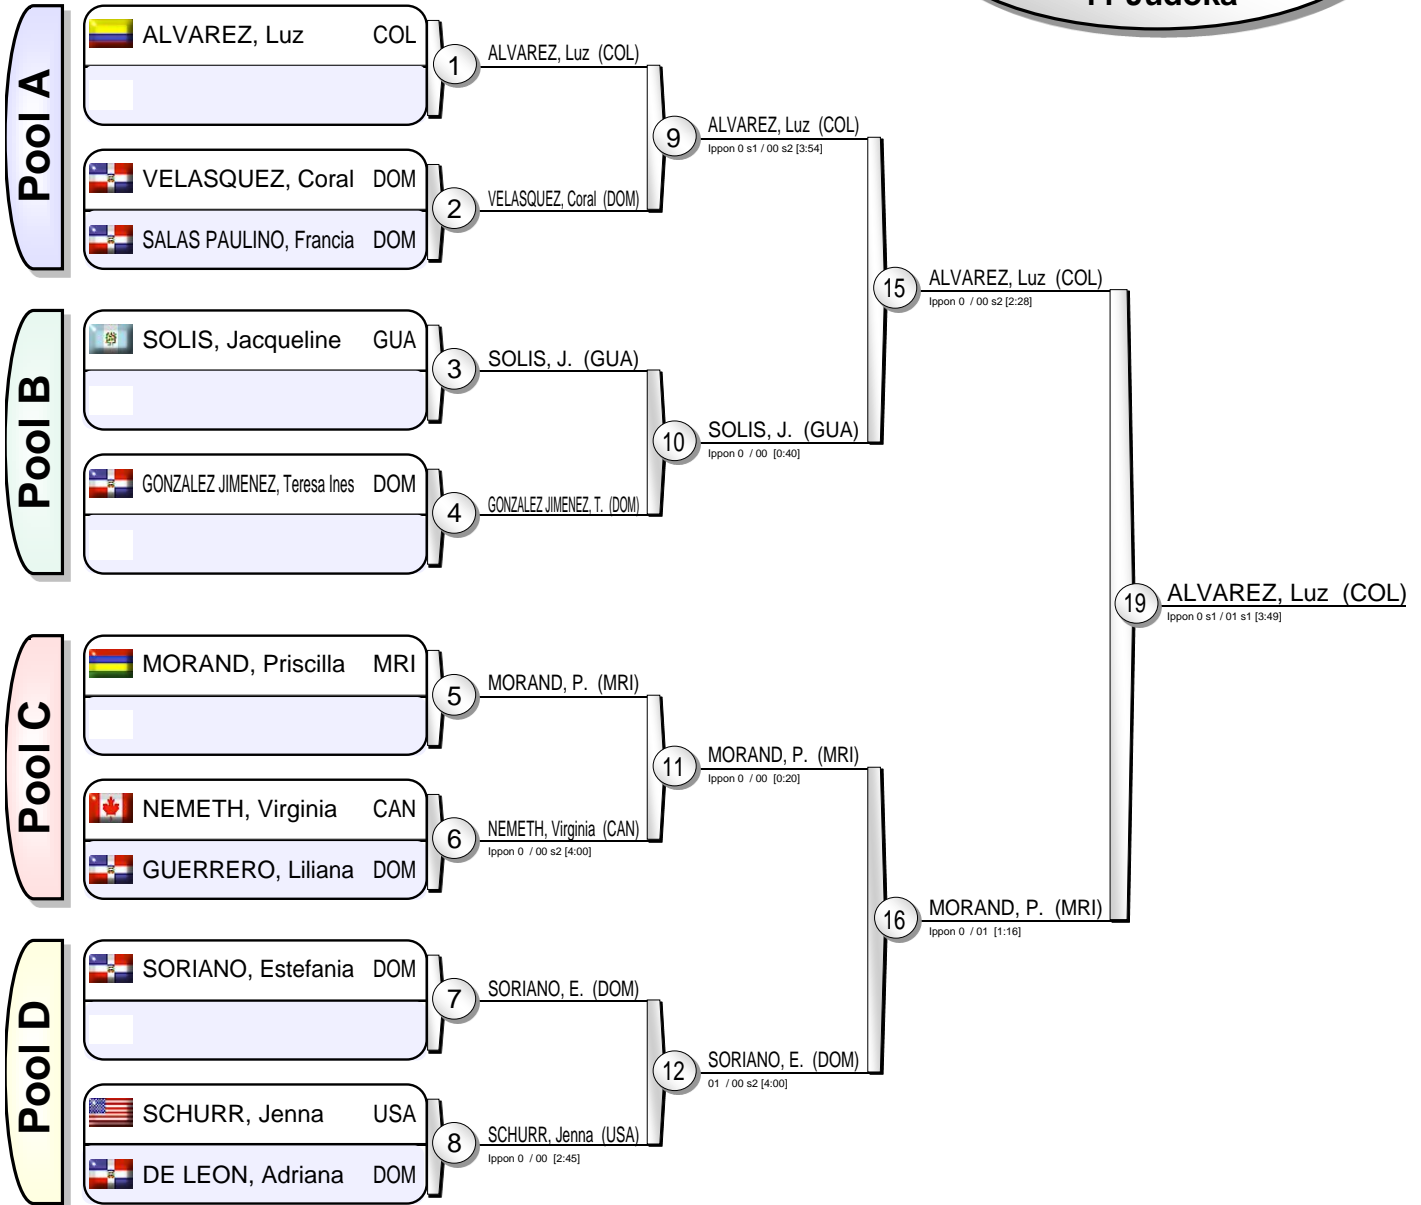 11 Judoka
Pool A
ALVAREZ, Luz COL
VELASQUEZ, Coral DOM
SALAS PAULINO, Francia DOM
Pool B
SOLIS, Jacqueline GUA
GONZALEZ JIMENEZ, Teresa Ines DOM
Pool C
MORAND, Priscilla MRI
NEMETH, Virginia CAN
GUERRERO, Liliana DOM
Pool D
SORIANO, Estefania DOM
SCHURR, Jenna USA
DE LEON, Adriana DOM
1 ALVAREZ, Luz (COL)
2 VELASQUEZ, Coral (DOM)
3 SOLIS, J. (GUA)
4 GONZALEZ JIMENEZ, T. (DOM)
5 MORAND, P. (MRI)
6 NEMETH, Virginia (CAN)
Ippon 0 / 00 s2 [4:00]
7 SORIANO, E. (DOM)
8 SCHURR, Jenna (USA)
Ippon 0 / 00 [2:45]
9 ALVAREZ, Luz (COL)
Ippon 0 s1 / 00 s2 [3:54]
10 SOLIS, J. (GUA)
Ippon 0 / 00 [0:40]
11 MORAND, P. (MRI)
Ippon 0 / 00 [0:20]
12 SORIANO, E. (DOM)
01 / 00 s2 [4:00]
15 ALVAREZ, Luz (COL)
Ippon 0 / 00 s2 [2:28]
16 MORAND, P. (MRI)
Ippon 0 / 01 [1:16]
19 ALVAREZ, Luz (COL)
Ippon 0 s1 / 01 s1 [3:49]